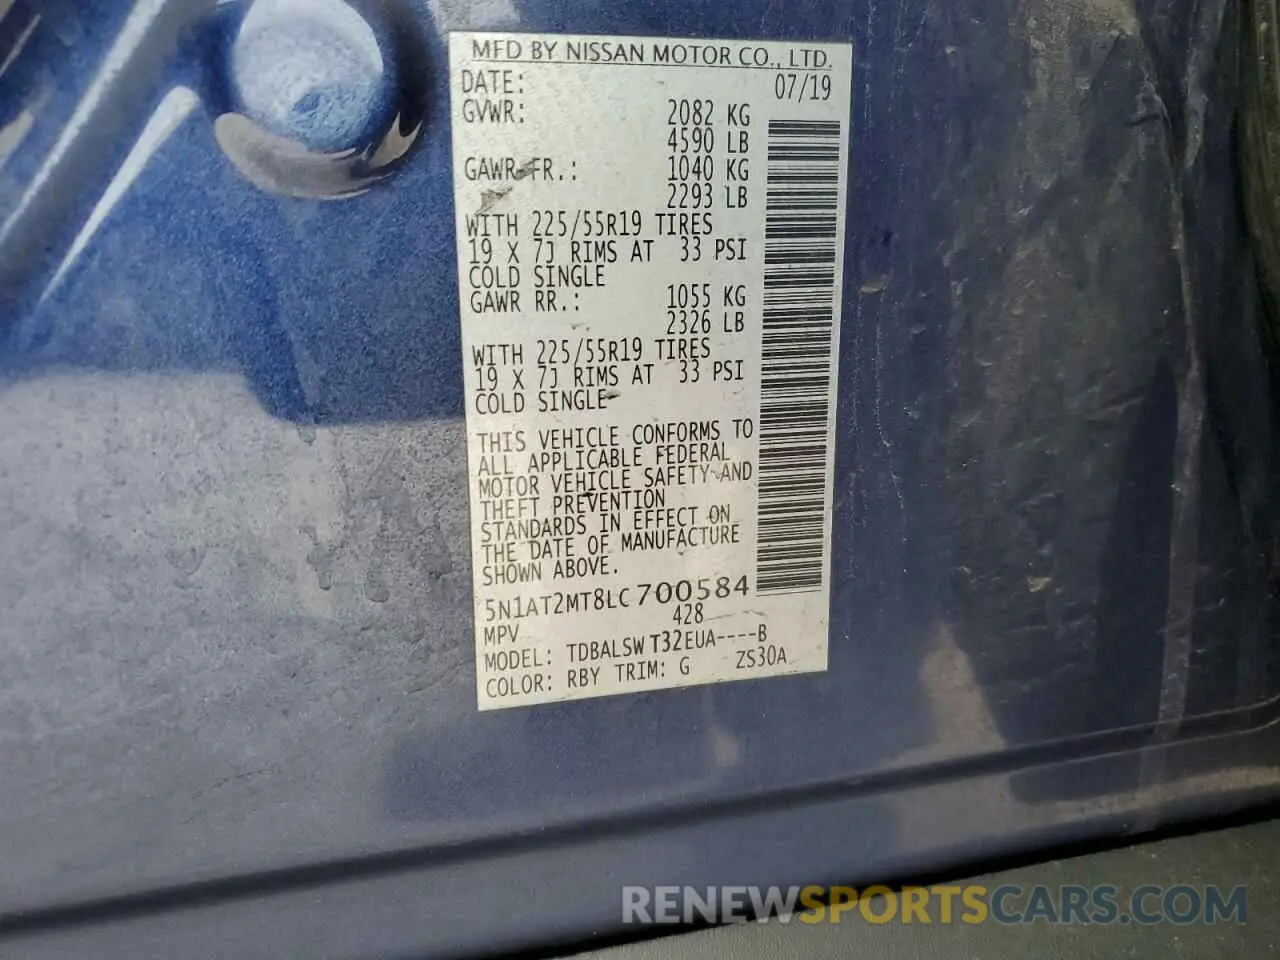 MFD BY NISSAN MOTOR CO., LTD.
DATE: 07/19
GVWR: 2082 KG
4590 LB
GAWR FR.: 1040 KG
2293 LB
WITH 225/55R19 TIRES
19 X 7J RIMS AT 33 PSI
COLD SINGLE
GAWR RR.: 1055 KG
2326 LB
WITH 225/55R19 TIRES
19 X 7J RIMS AT 33 PSI
COLD SINGLE
THIS VEHICLE CONFORMS TO
ALL APPLICABLE FEDERAL
MOTOR VEHICLE SAFETY AND
THEFT PREVENTION
STANDARDS IN EFFECT ON
THE DATE OF MANUFACTURE
SHOWN ABOVE.
5N1AT2MT8LC700584
MPV 428
MODEL: TDBALSW T32EUA----B
COLOR: RBY TRIM: G ZS30A
RENEWSPORTSCARS.COM